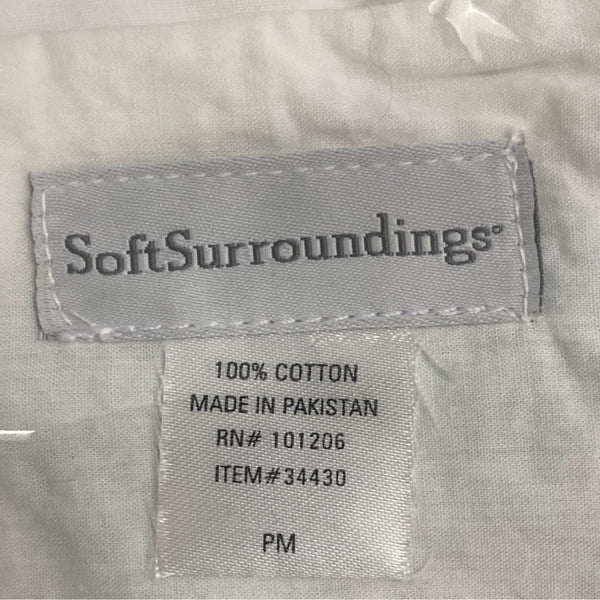 SoftSurroundings®
100% COTTON
MADE IN PAKISTAN
RN# 101206
ITEM#34430
PM